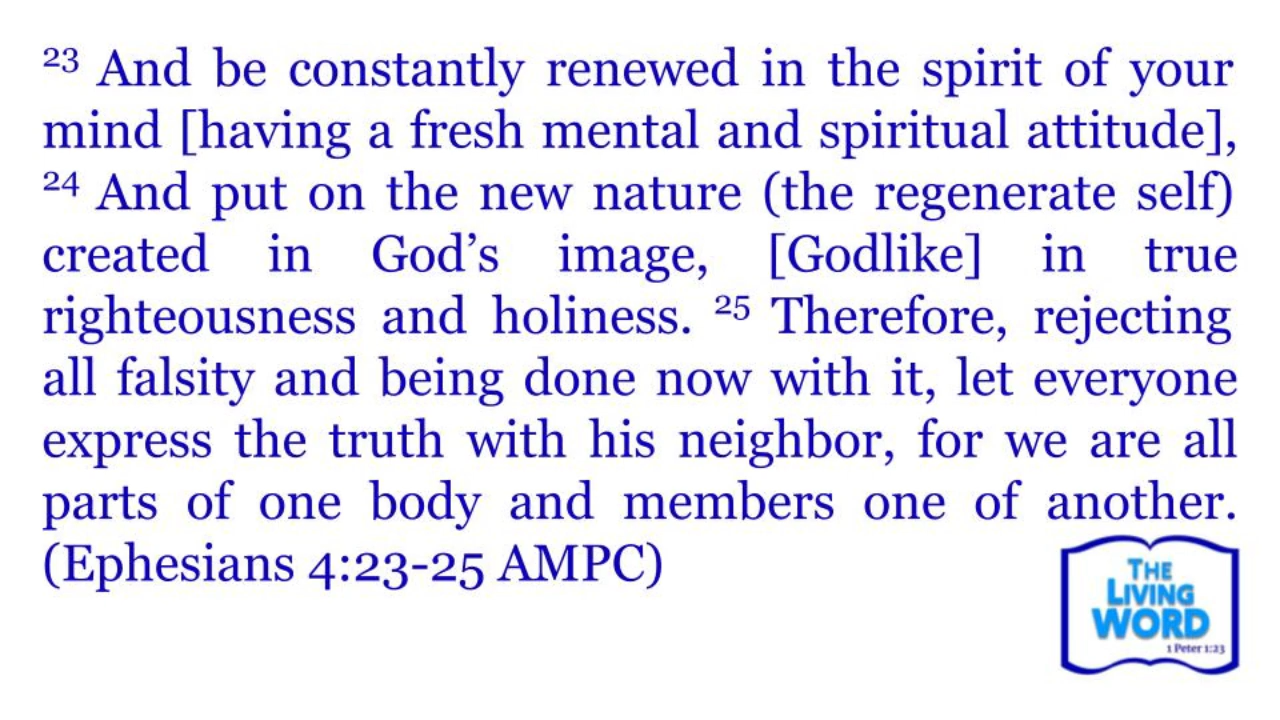 ²³ And be constantly renewed in the spirit of your
mind [having a fresh mental and spiritual attitude],
²⁴ And put on the new nature (the regenerate self)
created in God’s image, [Godlike] in true
righteousness and holiness. ²⁵ Therefore, rejecting
all falsity and being done now with it, let everyone
express the truth with his neighbor, for we are all
parts of one body and members one of another.
(Ephesians 4:23-25 AMPC)
THE
LIVING
WORD
1 Peter 1:23